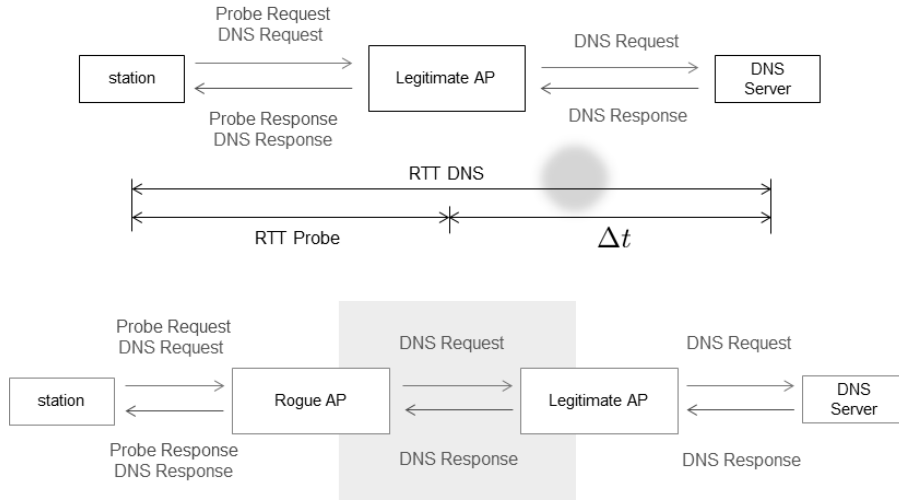 Probe Request
DNS Request
DNS Request
station
Legitimate AP
DNS
Server
Probe Response
DNS Response
DNS Response
RTT DNS
RTT Probe
Δt
Probe Request
DNS Request
DNS Request
DNS Request
station
Rogue AP
Legitimate AP
DNS
Server
Probe Response
DNS Response
DNS Response
DNS Response